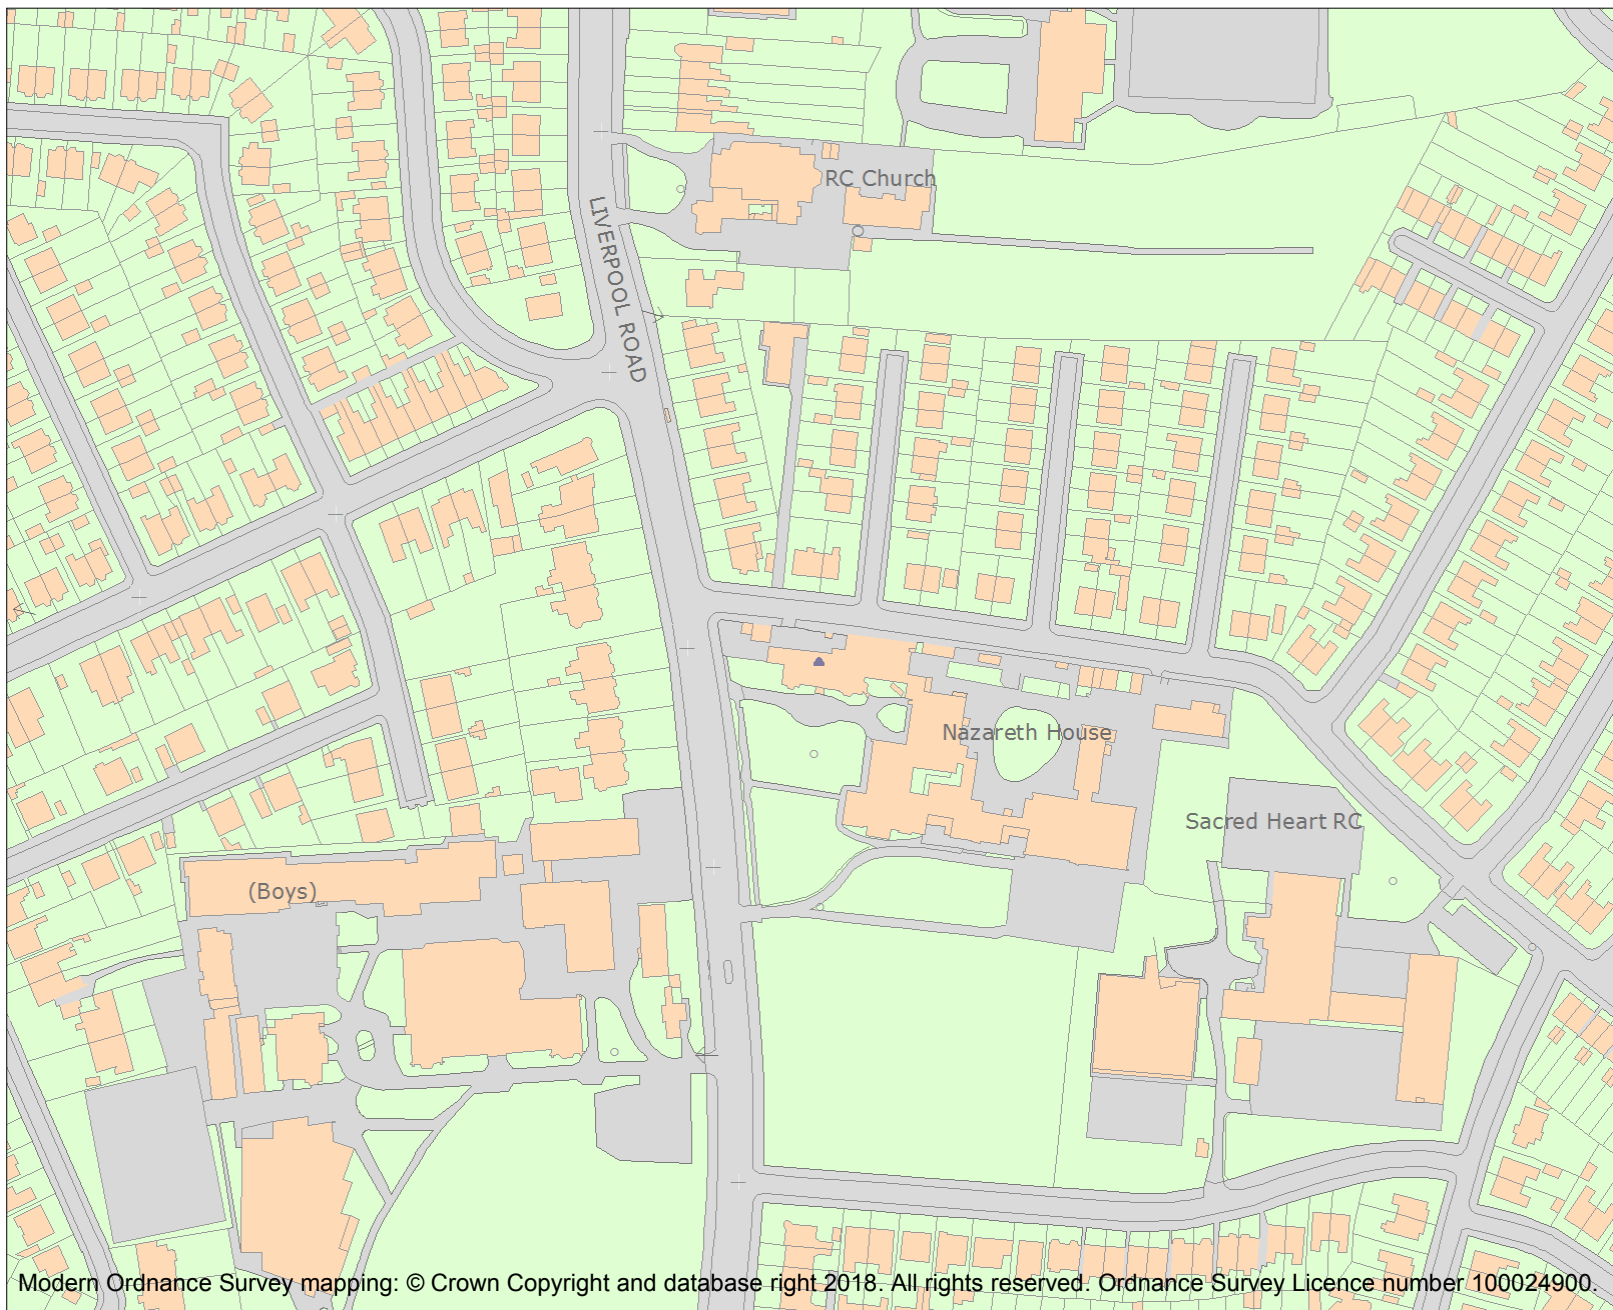 RC Church
LIVERPOOL ROAD
Nazareth House
Sacred Heart RC
(Boys)
Modern Ordnance Survey mapping: © Crown Copyright and database right 2018. All rights reserved. Ordnance Survey Licence number 100024900.